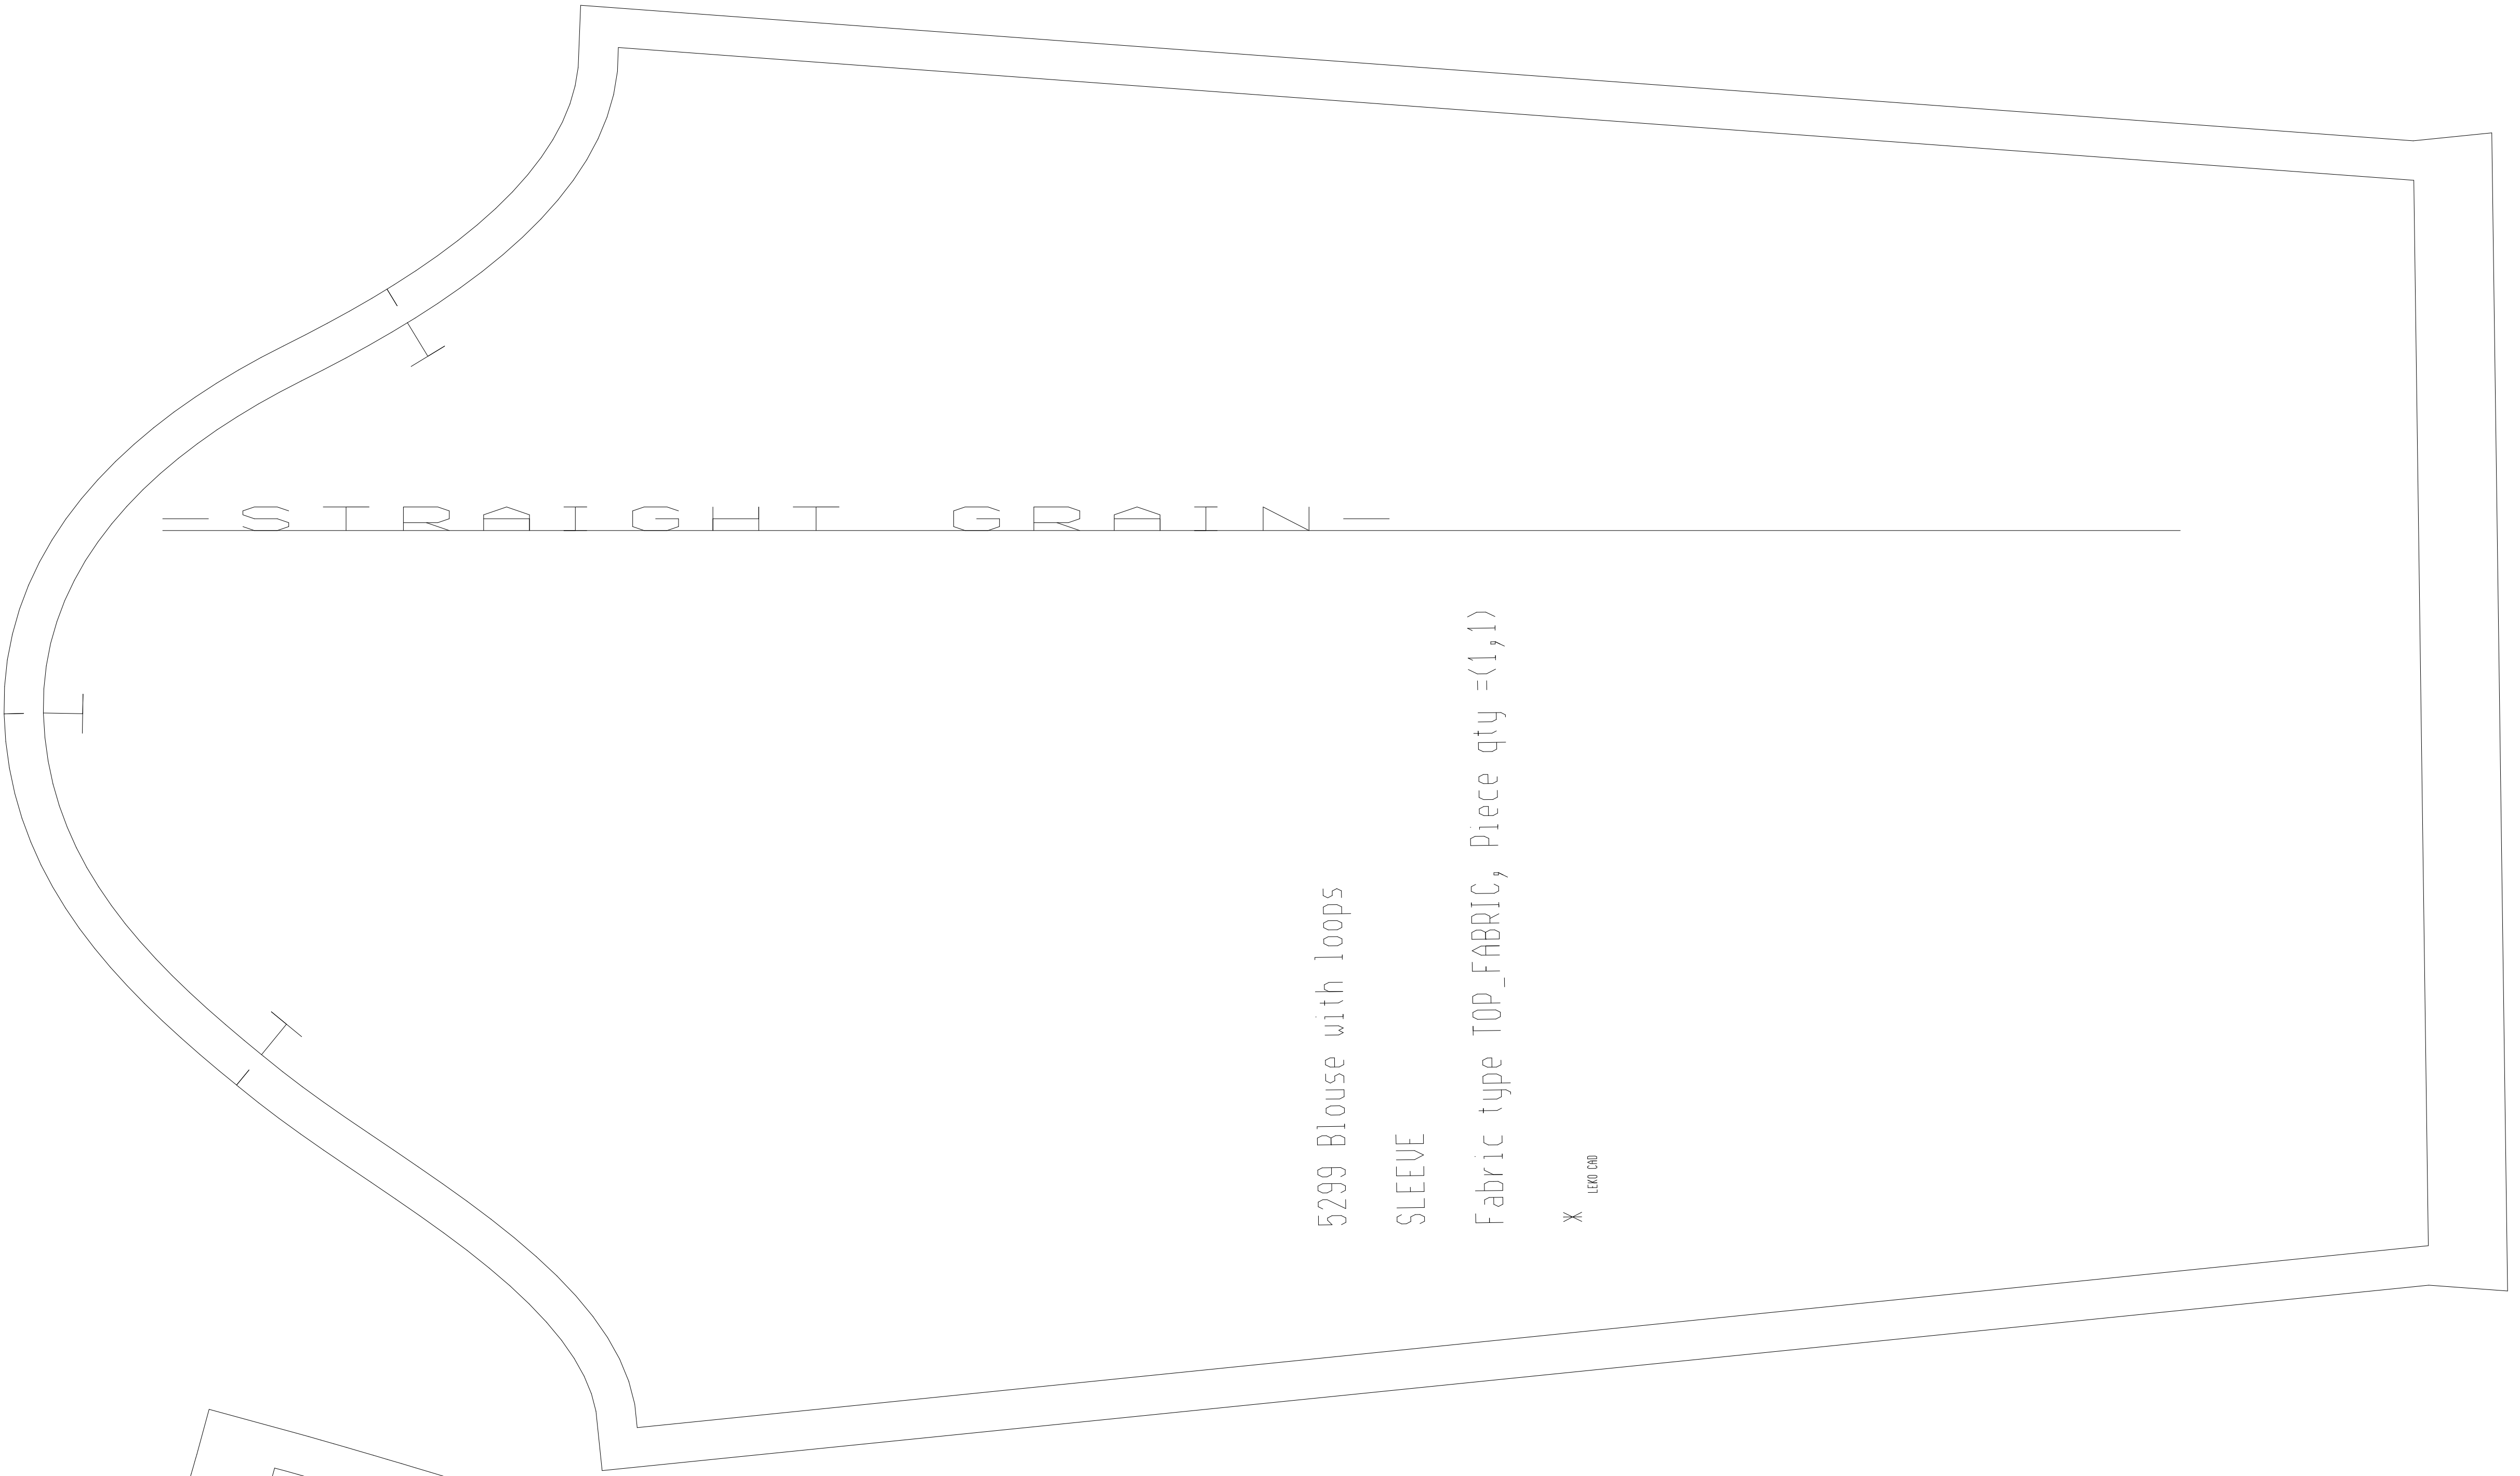 -STRAIGHT GRAIN-
5299 Blouse with loops
SLEEVE
Fabric type TOP_FABRIC, Piece qty =(1,1)
*
LEKO CAD